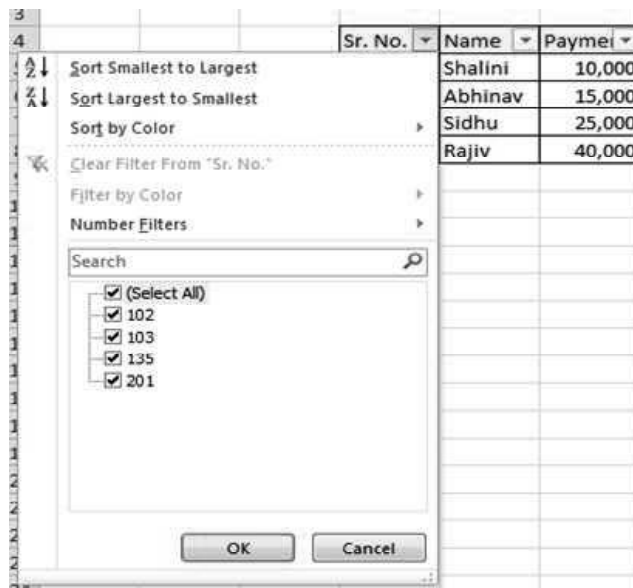 3
4 Sr. No. Name Paymei
Sort Smallest to Largest Shalini 10,000
Sort Largest to Smallest Abhinav 15,000
Sort by Color Sidhu 25,000
Clear Filter From "Sr. No." Rajiv 40,000
Filter by Color
Number Filters
Search
(Select All)
102
103
135
201
OK Cancel